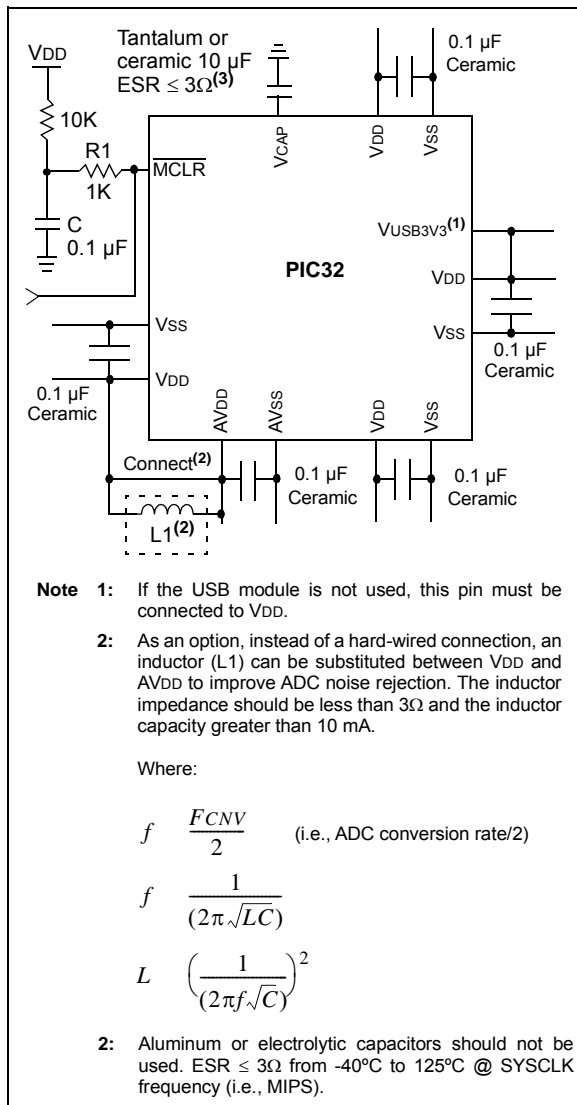 VDD
Tantalum or
ceramic 10 µF
ESR ≤ 3Ω(3)
0.1 µF
Ceramic
10K
R1
1K
MCLR
VCAP
VDD
VSS
C
0.1 µF
VUSB3V3(1)
PIC32
VDD
VSS
VSS
VDD
0.1 µF
Ceramic
0.1 µF
Ceramic
AVDD
AVSS
VDD
VSS
Connect(2)
0.1 µF
Ceramic
0.1 µF
Ceramic
L1(2)
Note 1: If the USB module is not used, this pin must be
connected to VDD.
2: As an option, instead of a hard-wired connection, an
inductor (L1) can be substituted between VDD and
AVDD to improve ADC noise rejection. The inductor
impedance should be less than 3Ω and the inductor
capacity greater than 10 mA.
Where:
f FCNV/2 (i.e., ADC conversion rate/2)
f 1/(2π√LC)
L (1/(2πf√C))²
2: Aluminum or electrolytic capacitors should not be
used. ESR ≤ 3Ω from -40ºC to 125ºC @ SYSCLK
frequency (i.e., MIPS).